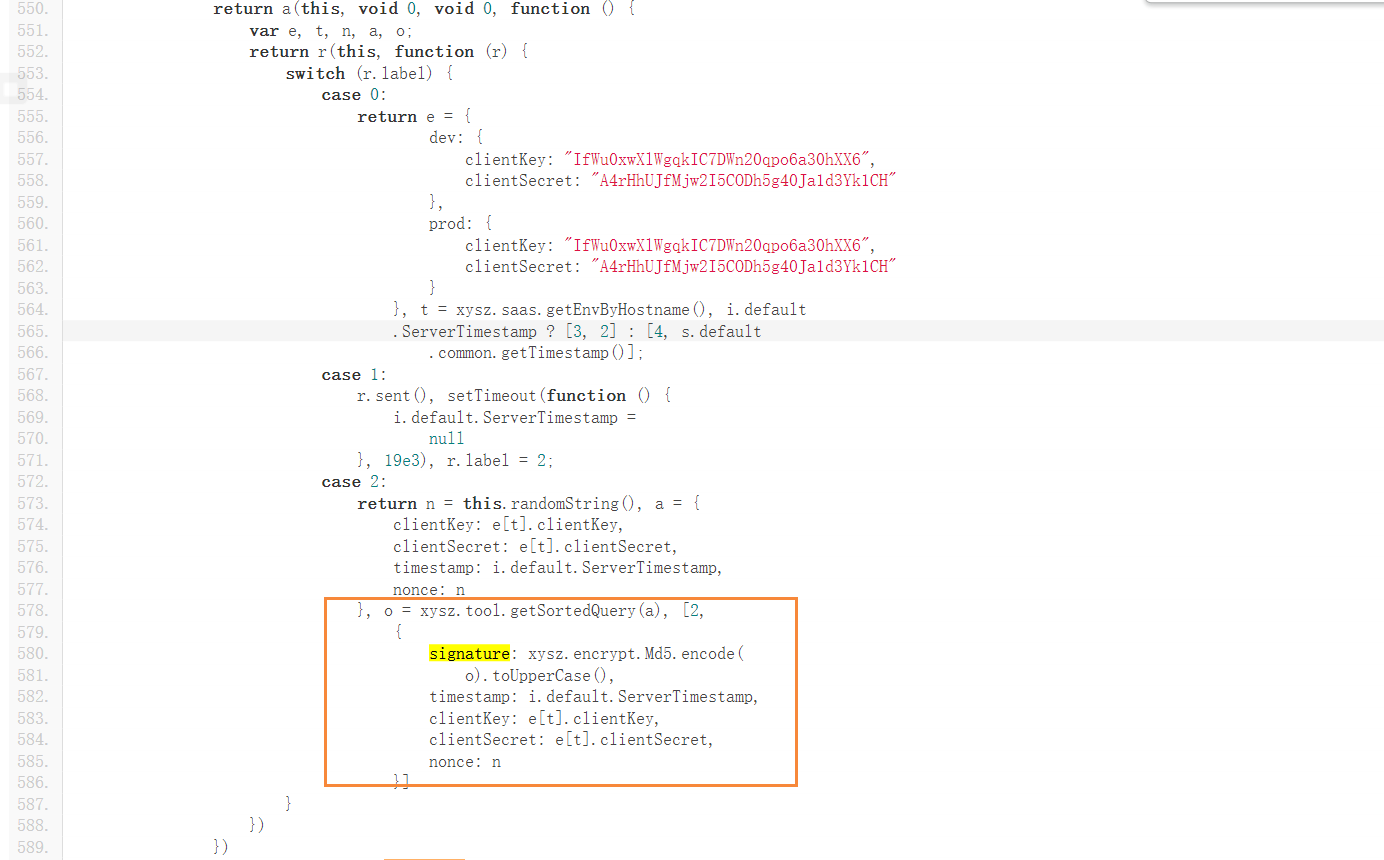 550. return a(this, void 0, void 0, function () {
551. var e, t, n, a, o;
552. return r(this, function (r) {
553. switch (r.label) {
554. case 0:
555. return e = {
556. dev: {
557. clientKey: "IfWu0xwXlWgqkIC7DWn20qpo6a30hXX6",
558. clientSecret: "A4rHhUJfMjw2I5CODh5g40Ja1d3Yk1CH"
559. },
560. prod: {
561. clientKey: "IfWu0xwXlWgqkIC7DWn20qpo6a30hXX6",
562. clientSecret: "A4rHhUJfMjw2I5CODh5g40Ja1d3Yk1CH"
563. }
564. }, t = xysz.saas.getEnvByHostname(), i.default
565. .ServerTimestamp ? [3, 2] : [4, s.default
566. .common.getTimestamp()];
567. case 1:
568. r.sent(), setTimeout(function () {
569. i.default.ServerTimestamp =
570. null
571. }, 19e3), r.label = 2;
572. case 2:
573. return n = this.randomString(), a = {
574. clientKey: e[t].clientKey,
575. clientSecret: e[t].clientSecret,
576. timestamp: i.default.ServerTimestamp,
577. nonce: n
578. }, o = xysz.tool.getSortedQuery(a), [2,
579. {
580. signature: xysz.encrypt.Md5.encode(
581. o).toUpperCase(),
582. timestamp: i.default.ServerTimestamp,
583. clientKey: e[t].clientKey,
584. clientSecret: e[t].clientSecret,
585. nonce: n
586. }]
587. }
588. })
589. })